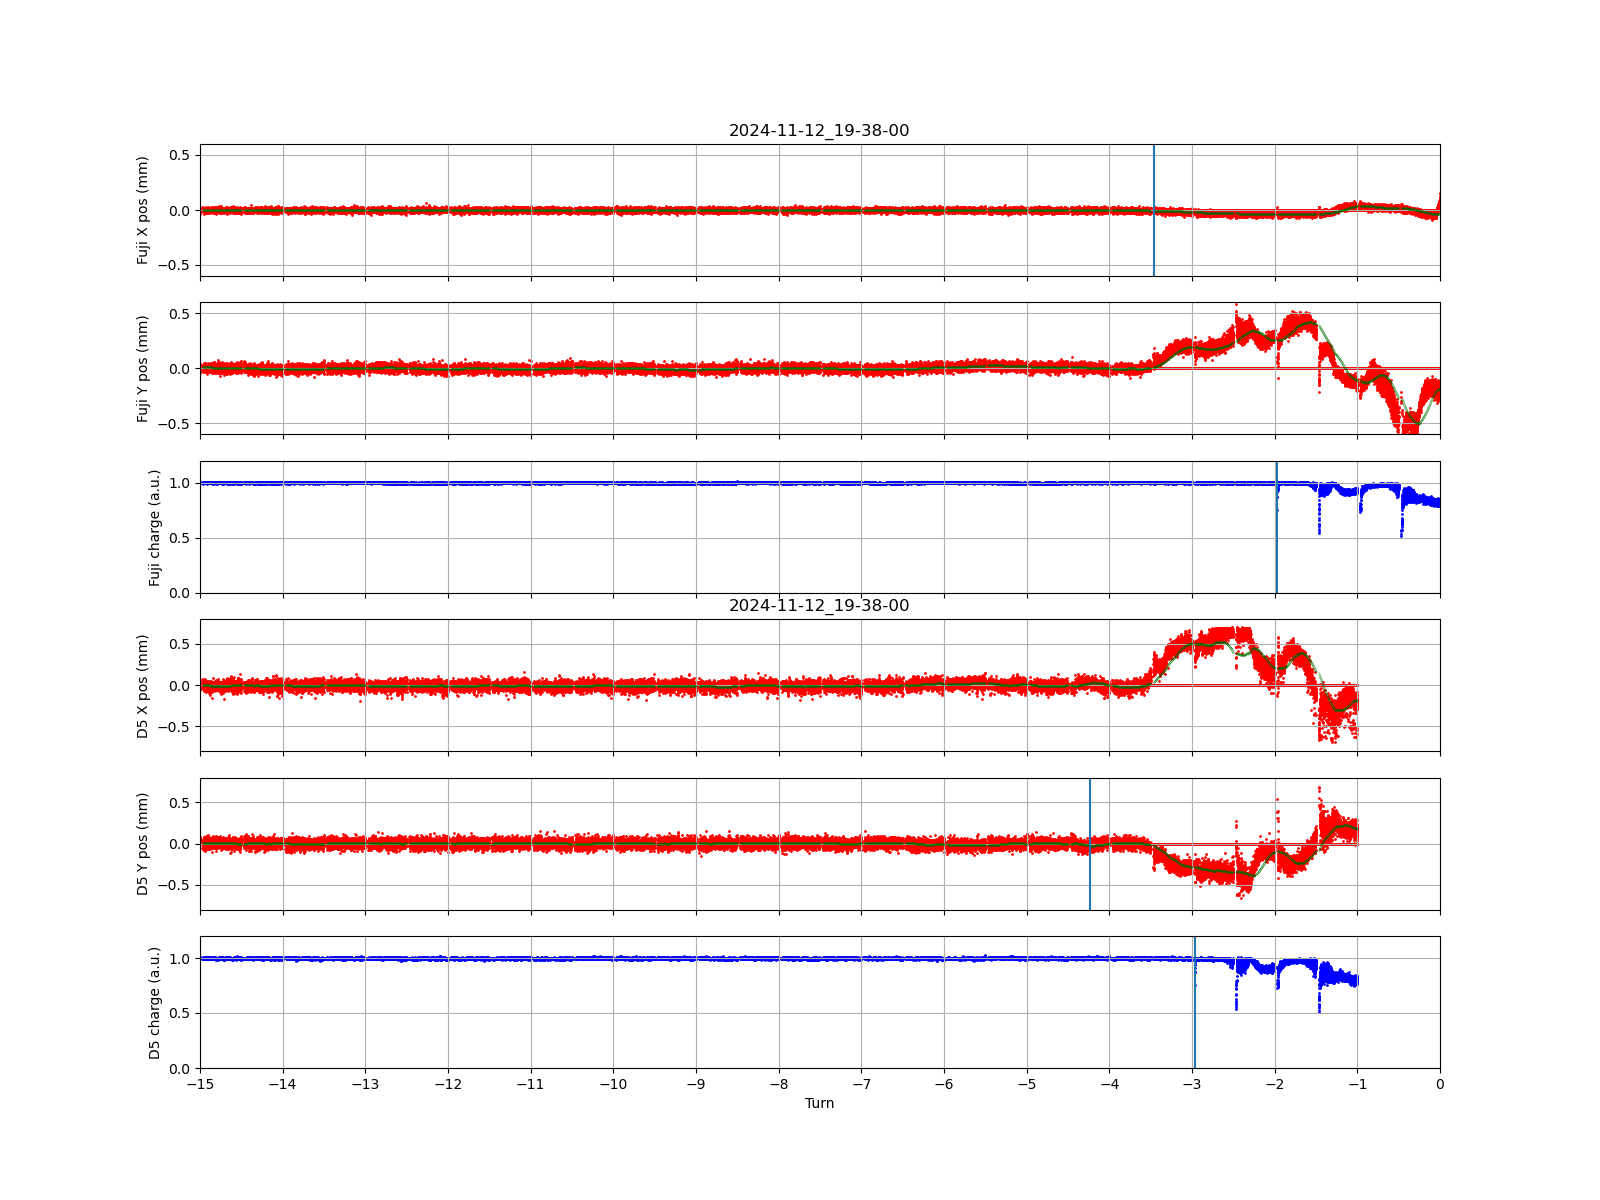 2024-11-12_19-38-00
Fuji X pos (mm)
0.5
0.0
−0.5
Fuji Y pos (mm)
0.5
0.0
−0.5
Fuji charge (a.u.)
1.0
0.5
0.0
2024-11-12_19-38-00
D5 X pos (mm)
0.5
0.0
−0.5
D5 Y pos (mm)
0.5
0.0
−0.5
D5 charge (a.u.)
1.0
0.5
0.0
−15 −14 −13 −12 −11 −10 −9 −8 −7 −6 −5 −4 −3 −2 −1 0
Turn